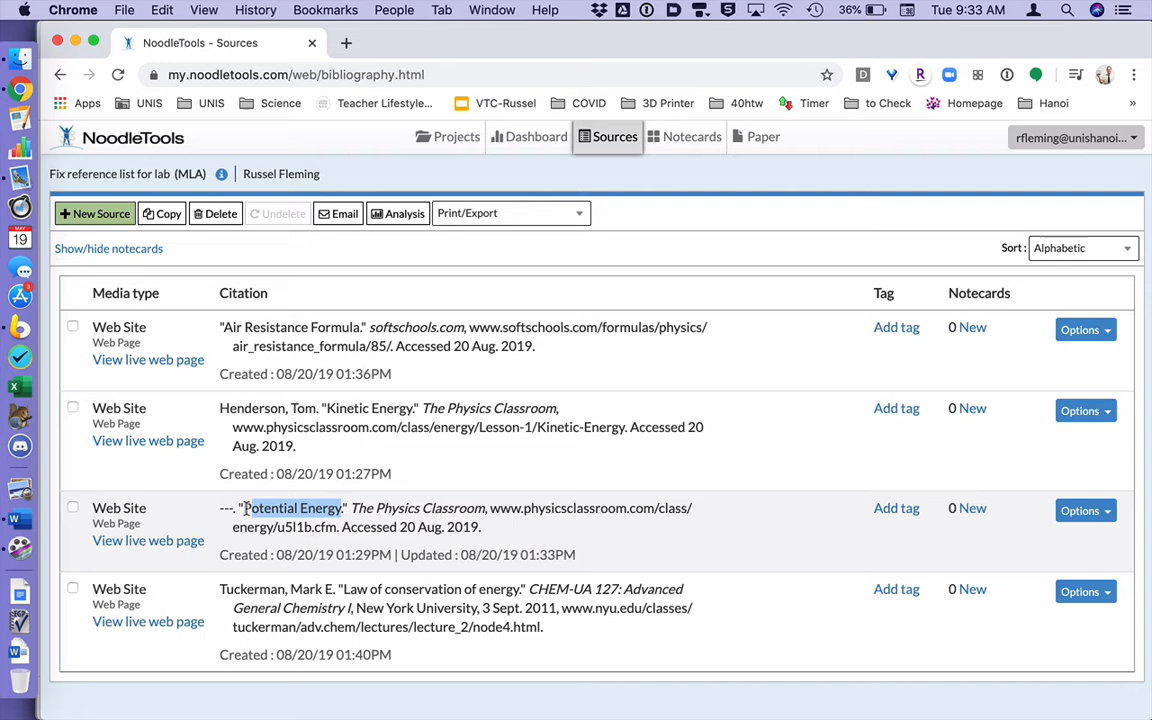 Chrome File Edit View History Bookmarks People Tab Window Help 36% Tue 9:33 AM
NoodleTools - Sources
my.noodletools.com/web/bibliography.html
Apps UNIS UNIS Science Teacher Lifestyle... VTC-Russel COVID 3D Printer 40htw Timer to Check Homepage Hanoi »
NoodleTools Projects Dashboard Sources Notecards Paper rfleming@unishanoi...
Fix reference list for lab (MLA) Russel Fleming
New Source Copy Delete Undelete Email Analysis Print/Export
Show/hide notecards Sort : Alphabetic
Media type Citation Tag Notecards
Web Site "Air Resistance Formula." softschools.com, www.softschools.com/formulas/physics/ Add tag 0 New Options
Web Page air_resistance_formula/85/. Accessed 20 Aug. 2019.
View live web page
Created : 08/20/19 01:36PM
Web Site Henderson, Tom. "Kinetic Energy." The Physics Classroom, Add tag 0 New Options
Web Page www.physicsclassroom.com/class/energy/Lesson-1/Kinetic-Energy. Accessed 20
View live web page Aug. 2019.
Created : 08/20/19 01:27PM
Web Site ---. "Potential Energy." The Physics Classroom, www.physicsclassroom.com/class/ Add tag 0 New Options
Web Page energy/u5l1b.cfm. Accessed 20 Aug. 2019.
View live web page
Created : 08/20/19 01:29PM | Updated : 08/20/19 01:33PM
Web Site Tuckerman, Mark E. "Law of conservation of energy." CHEM-UA 127: Advanced Add tag 0 New Options
Web Page General Chemistry I, New York University, 3 Sept. 2011, www.nyu.edu/classes/
View live web page tuckerman/adv.chem/lectures/lecture_2/node4.html.
Created : 08/20/19 01:40PM
19